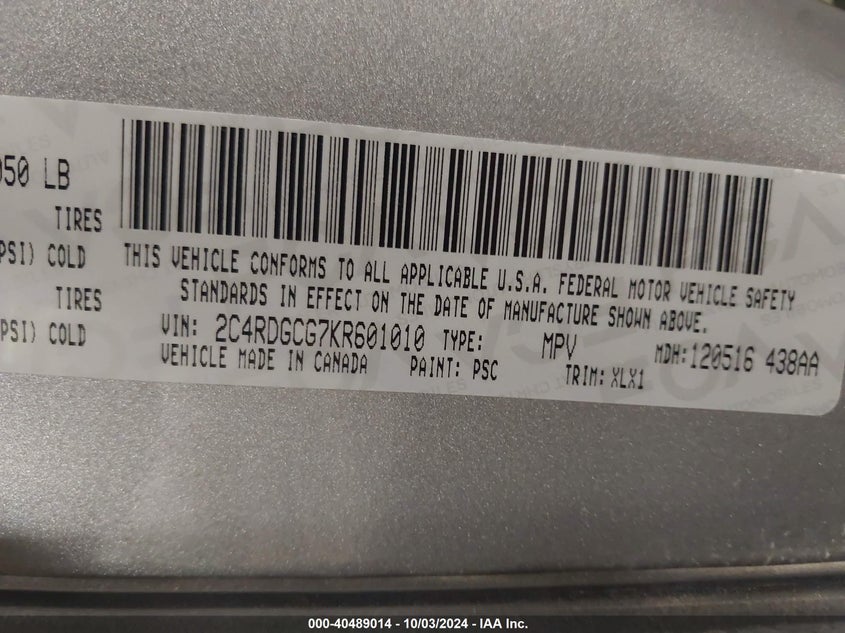 050 LB
TIRES
PSI) COLD
TIRES
PSI) COLD
THIS VEHICLE CONFORMS TO ALL APPLICABLE U.S.A. FEDERAL MOTOR VEHICLE SAFETY
STANDARDS IN EFFECT ON THE DATE OF MANUFACTURE SHOWN ABOVE.
VIN: 2C4RDGCG7KR601010 TYPE: MPV MDH: 120516 438AA
VEHICLE MADE IN CANADA PAINT: PSC TRIM: XLX1
000-40489014 - 10/03/2024 - IAA Inc.